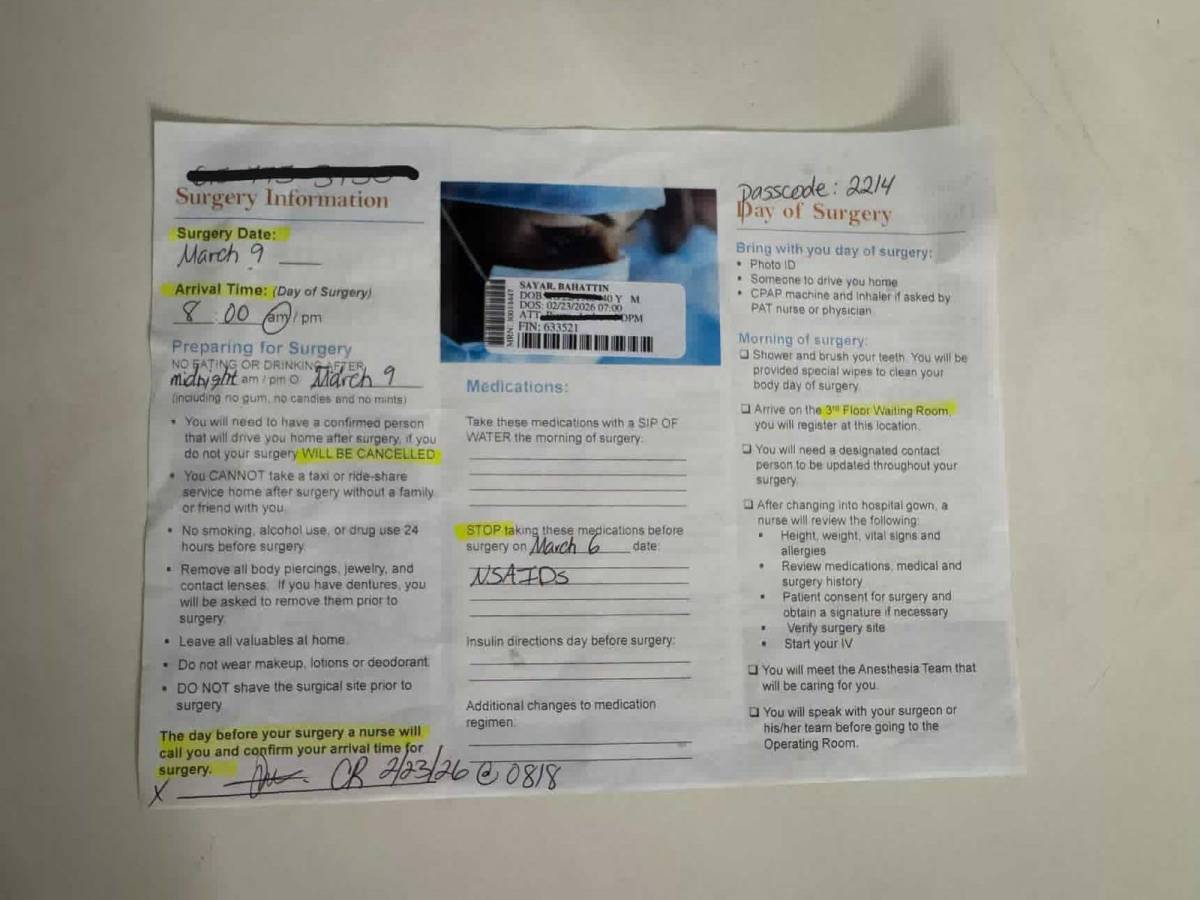 Surgery Information
Surgery Date:
March 9
Arrival Time: (Day of Surgery)
8:00 am / pm
Preparing for Surgery
NO EATING OR DRINKING AFTER
midnight am / pm O March 9
(including no gum, no candies and no mints)
• You will need to have a confirmed person
that will drive you home after surgery, if you
do not your surgery WILL BE CANCELLED
• You CANNOT take a taxi or ride-share
service home after surgery without a family
or friend with you.
• No smoking, alcohol use, or drug use 24
hours before surgery.
• Remove all body piercings, jewelry, and
contact lenses. If you have dentures, you
will be asked to remove them prior to
surgery.
• Leave all valuables at home.
• Do not wear makeup, lotions or deodorant.
• DO NOT shave the surgical site prior to
surgery
The day before your surgery a nurse will
call you and confirm your arrival time for
surgery.
X CR 2/23/26 @ 0818
SAYAR, BAHATTIN
DOB: 40 Y M
DOS: 02/23/2026 07:00
ATT: DPM
FIN: 633521
Medications:
Take these medications with a SIP OF
WATER the morning of surgery:
STOP taking these medications before
surgery on March 6 date:
NSAIDs
Insulin directions day before surgery:
Additional changes to medication
regimen:
passcode: 2214
Day of Surgery
Bring with you day of surgery:
• Photo ID
• Someone to drive you home
• CPAP machine and Inhaler if asked by
PAT nurse or physician.
Morning of surgery:
❑ Shower and brush your teeth. You will be
provided special wipes to clean your
body day of surgery.
❑ Arrive on the 3rd Floor Waiting Room,
you will register at this location.
❑ You will need a designated contact
person to be updated throughout your
surgery.
❑ After changing into hospital gown, a
nurse will review the following:
▪ Height, weight, vital signs and
allergies
▪ Review medications, medical and
surgery history
▪ Patient consent for surgery and
obtain a signature if necessary
▪ Verify surgery site
▪ Start your IV
❑ You will meet the Anesthesia Team that
will be caring for you.
❑ You will speak with your surgeon or
his/her team before going to the
Operating Room.